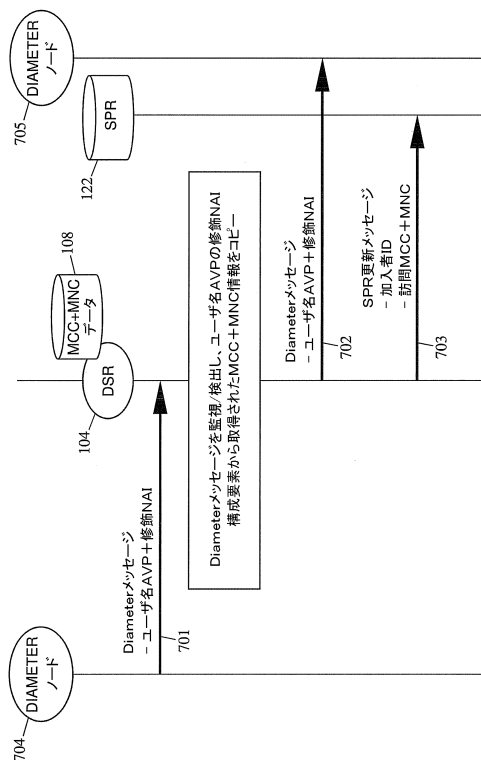 DIAMETER
ノード
704
MCC+MNC
データ
108
DSR
104
SPR
122
DIAMETER
ノード
705
Diameterメッセージ
- ユーザ名AVP+修飾NAI
701
Diameterメッセージを監視/検出し、ユーザ名AVPの修飾NAI
構成要素から取得されたMCC+MNC情報をコピー
Diameterメッセージ
- ユーザ名AVP+修飾NAI
702
SPR更新メッセージ
- 加入者ID
- 訪問MCC+MNC
703